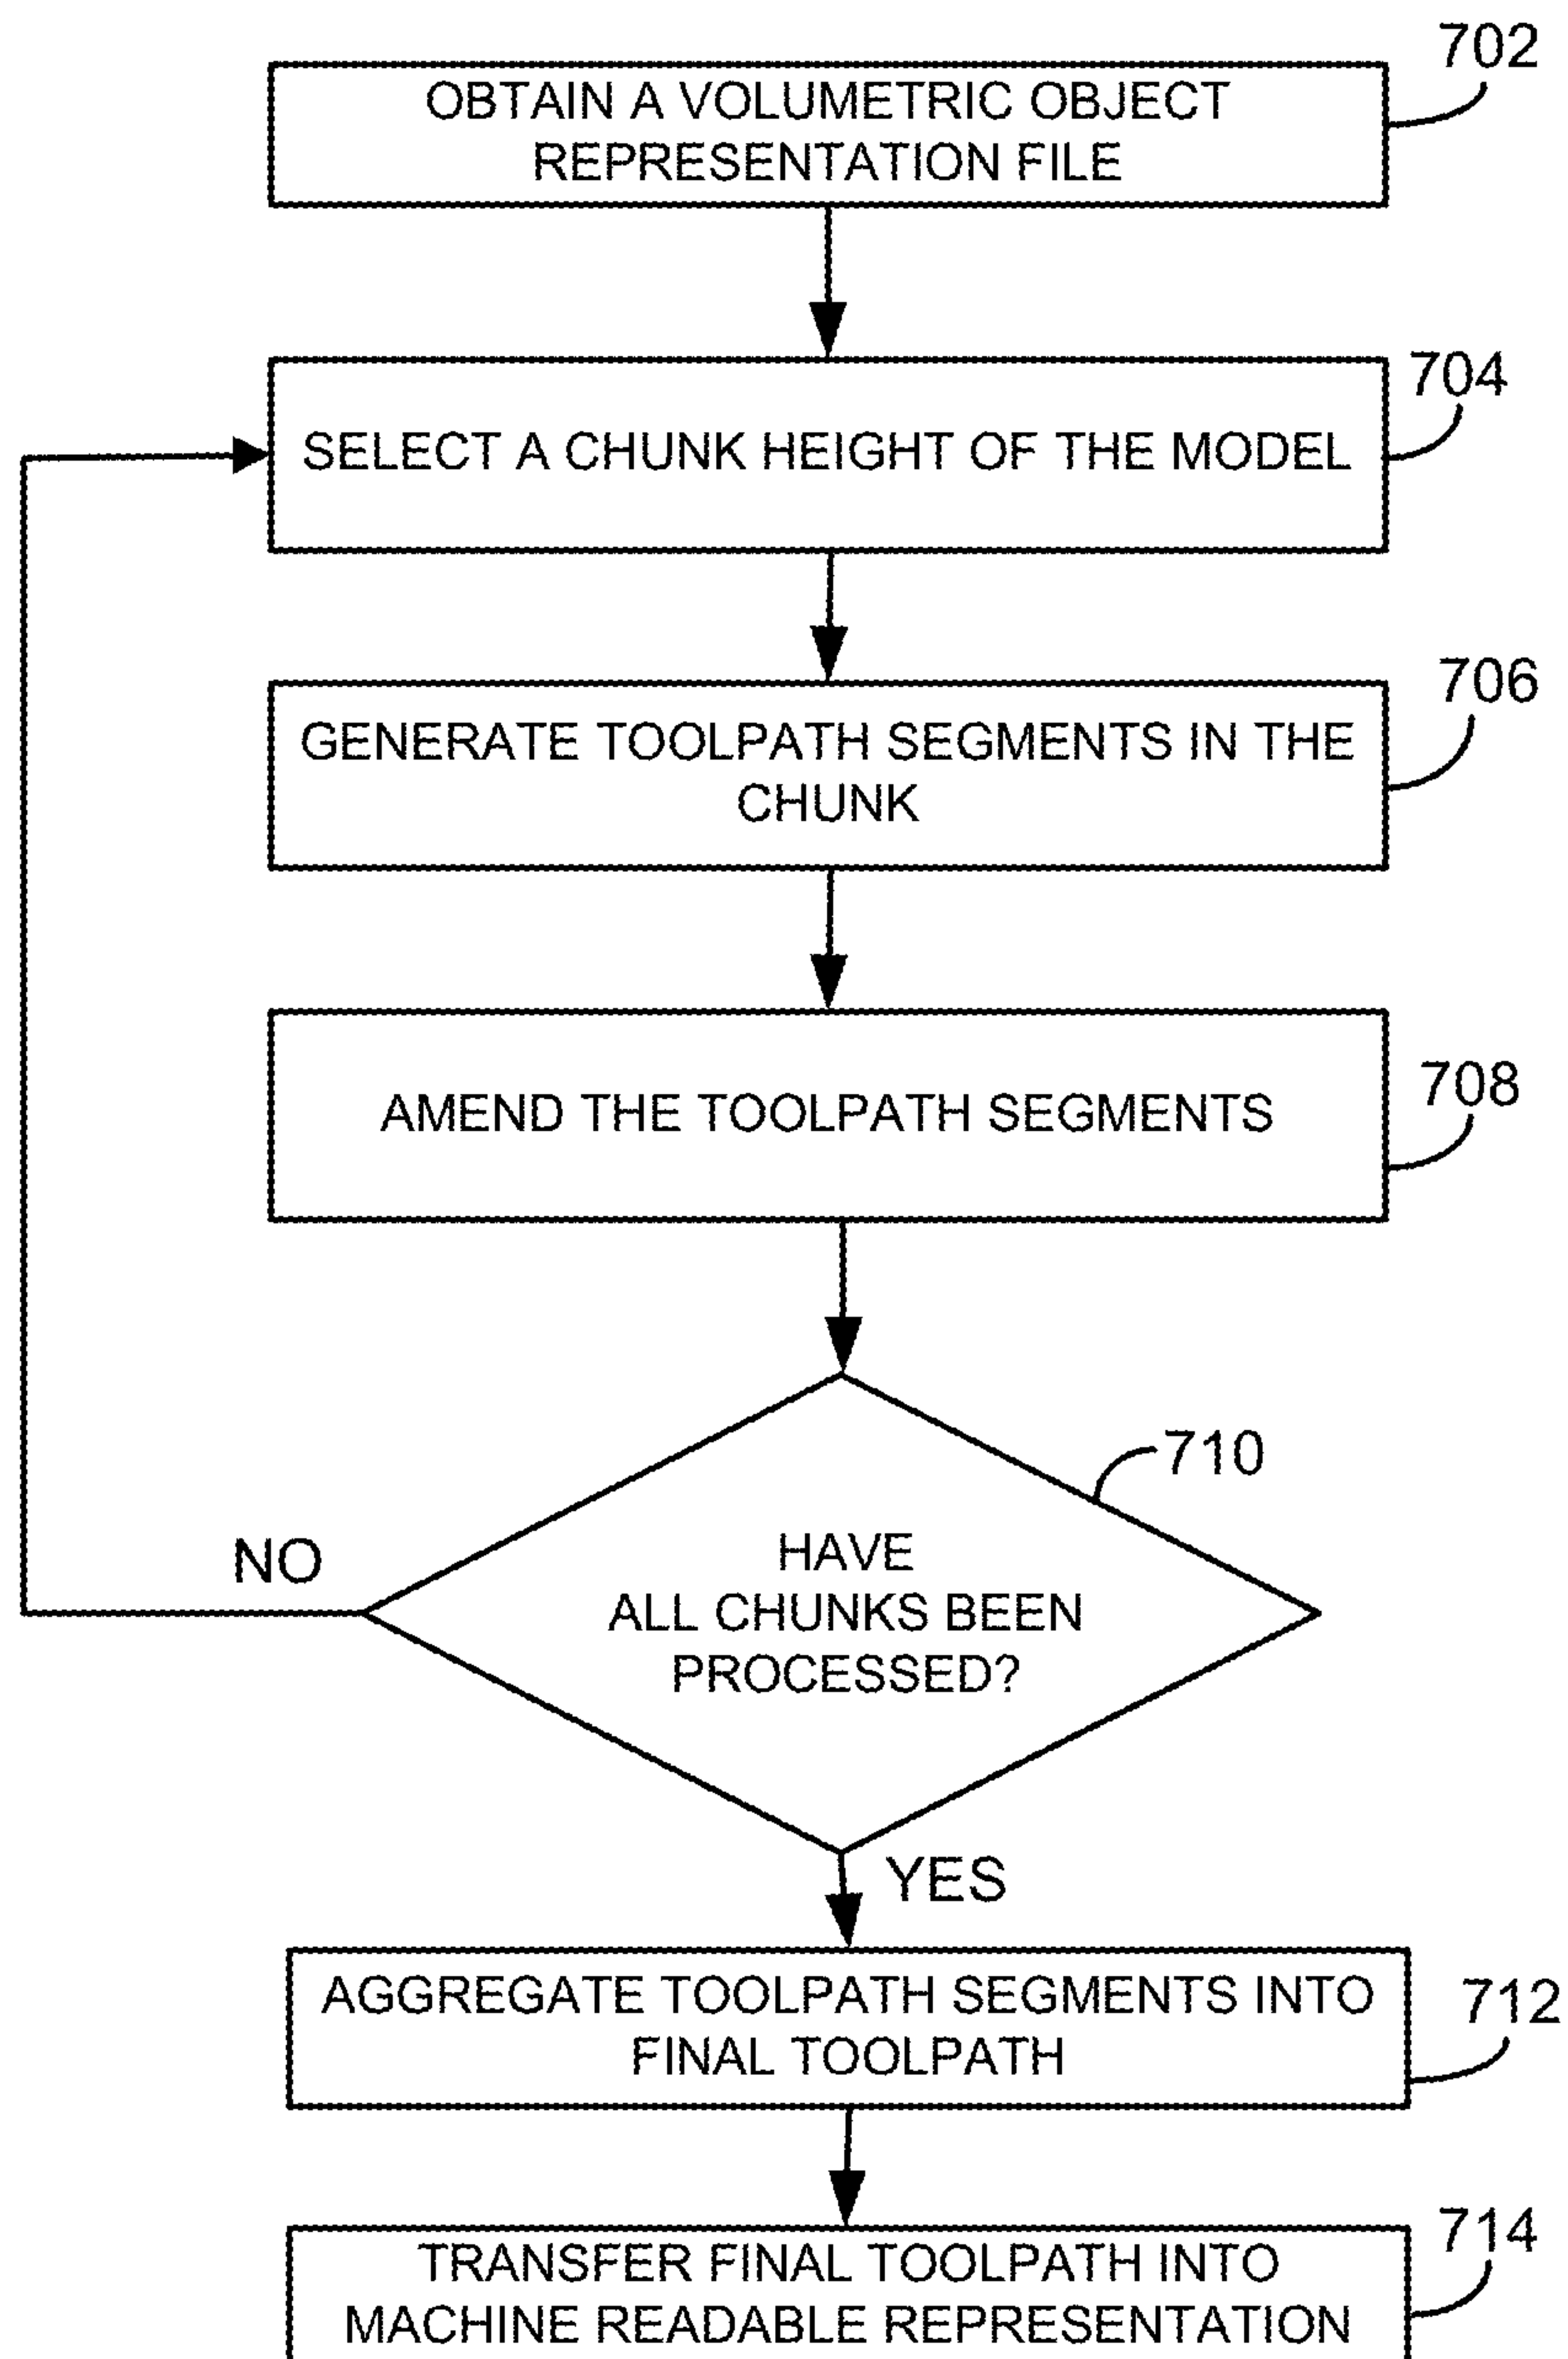 702
OBTAIN A VOLUMETRIC OBJECT
REPRESENTATION FILE
704
SELECT A CHUNK HEIGHT OF THE MODEL
706
GENERATE TOOLPATH SEGMENTS IN THE
CHUNK
708
AMEND THE TOOLPATH SEGMENTS
710
HAVE
ALL CHUNKS BEEN
PROCESSED?
NO
YES
712
AGGREGATE TOOLPATH SEGMENTS INTO
FINAL TOOLPATH
714
TRANSFER FINAL TOOLPATH INTO
MACHINE READABLE REPRESENTATION